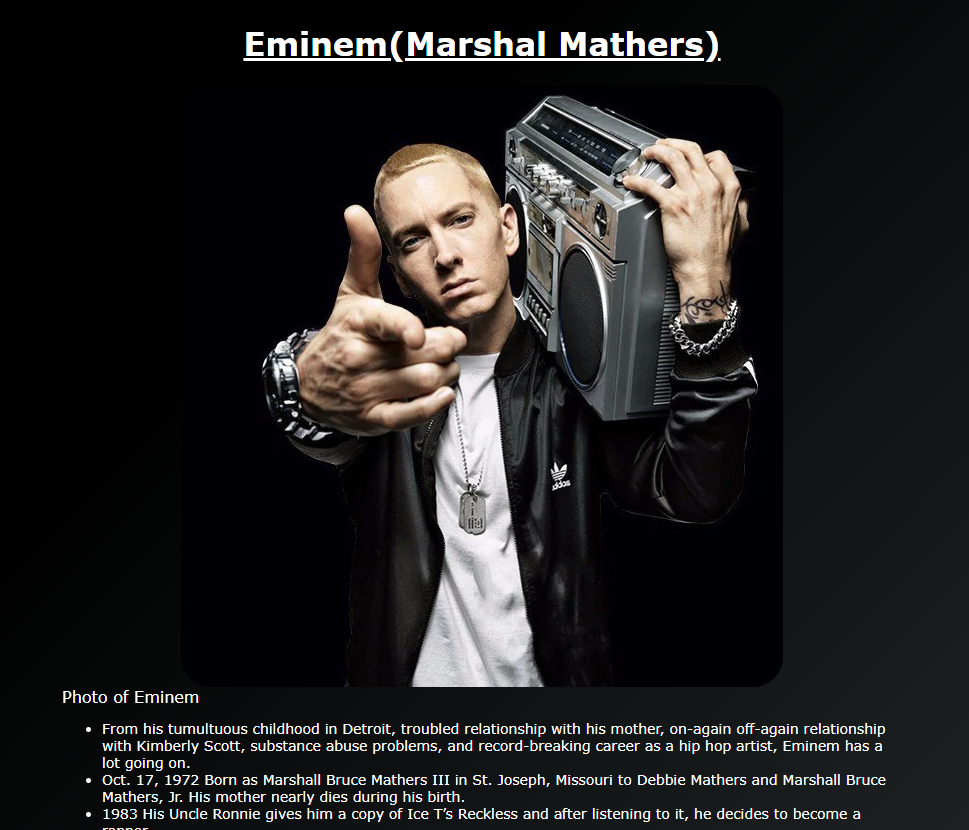 Eminem(Marshal Mathers)
adidas
Photo of Eminem
From his tumultuous childhood in Detroit, troubled relationship with his mother, on-again off-again relationship
with Kimberly Scott, substance abuse problems, and record-breaking career as a hip hop artist, Eminem has a
lot going on.
Oct. 17, 1972 Born as Marshall Bruce Mathers III in St. Joseph, Missouri to Debbie Mathers and Marshall Bruce
Mathers, Jr. His mother nearly dies during his birth.
1983 His Uncle Ronnie gives him a copy of Ice T’s Reckless and after listening to it, he decides to become a
rapper